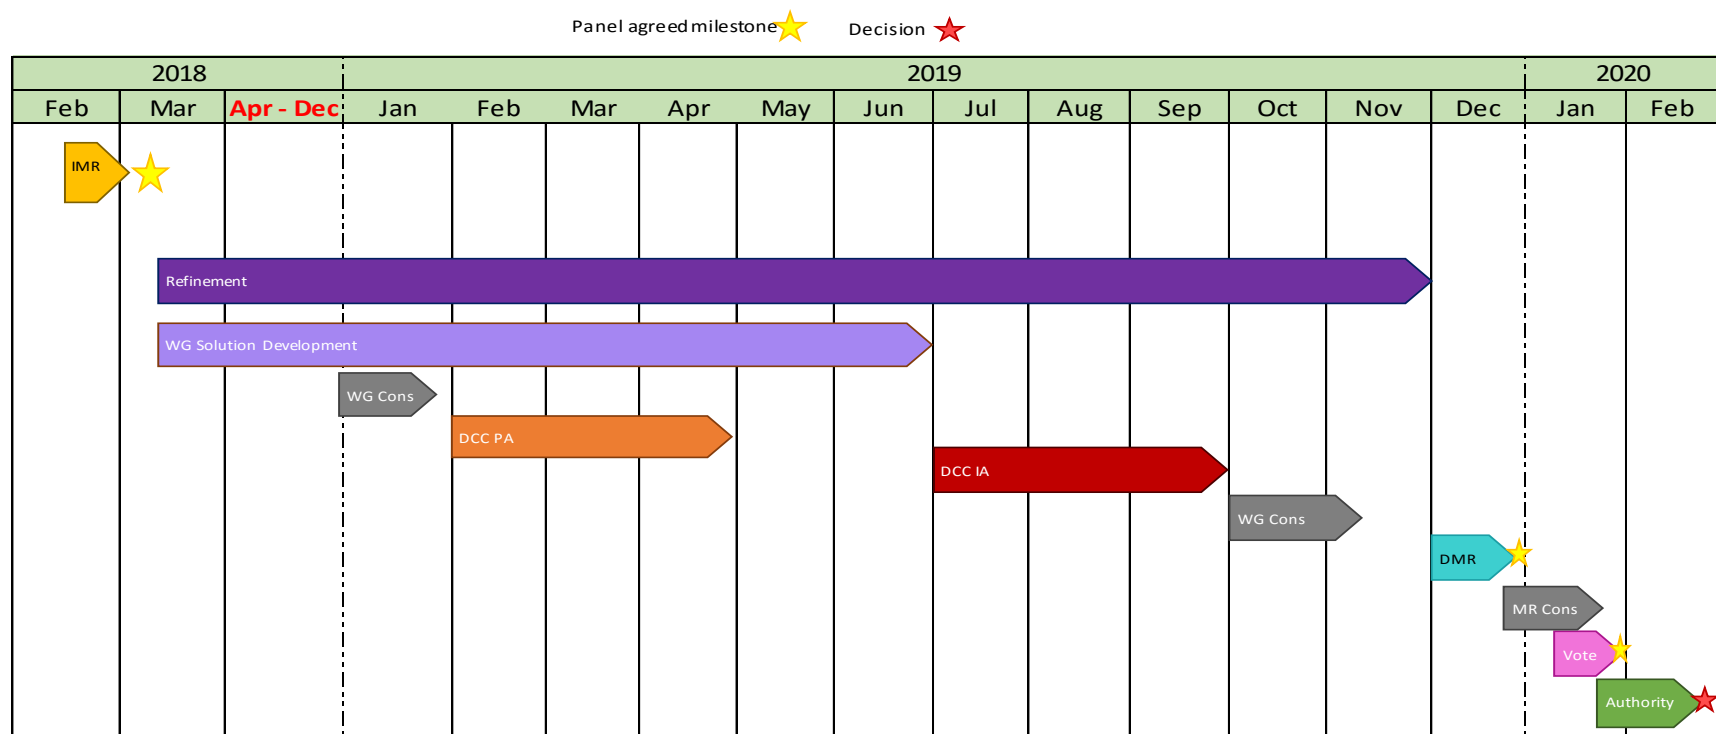 Panel agreed milestone
Decision
2018 2019 2020
Feb Mar Apr - Dec Jan Feb Mar Apr May Jun Jul Aug Sep Oct Nov Dec Jan Feb
IMR
Refinement
WG Solution Development
WG Cons
DCC PA
DCC IA
WG Cons
DMR
MR Cons
Vote
Authority